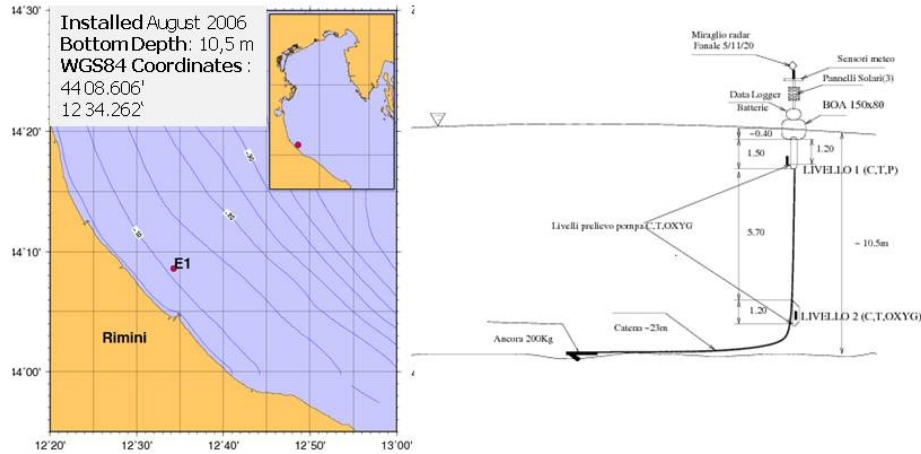 Installed August 2006
Bottom Depth: 10,5 m
WGS84 Coordinates :
44 08.606'
12 34.262'
14˚30'
14˚20'
14˚10'
14˚00'
12˚20'
12˚30'
12˚40'
12˚50'
13˚00'
-10
-20
-30
E1
Rimini
Miraglio radar
Fanale 5/11/20
Sensori meteo
Pannelli Solari(3)
Data Logger
Batterie
BOA 150x80
~0.40
1.50
1.20
LIVELLO 1 (C,T,P)
Livelli prelievo pompa C,T,OXYG
5.70
~ 10.5m
1.20
LIVELLO 2 (C,T,OXYG)
Catena ~23m
Ancora 200Kg